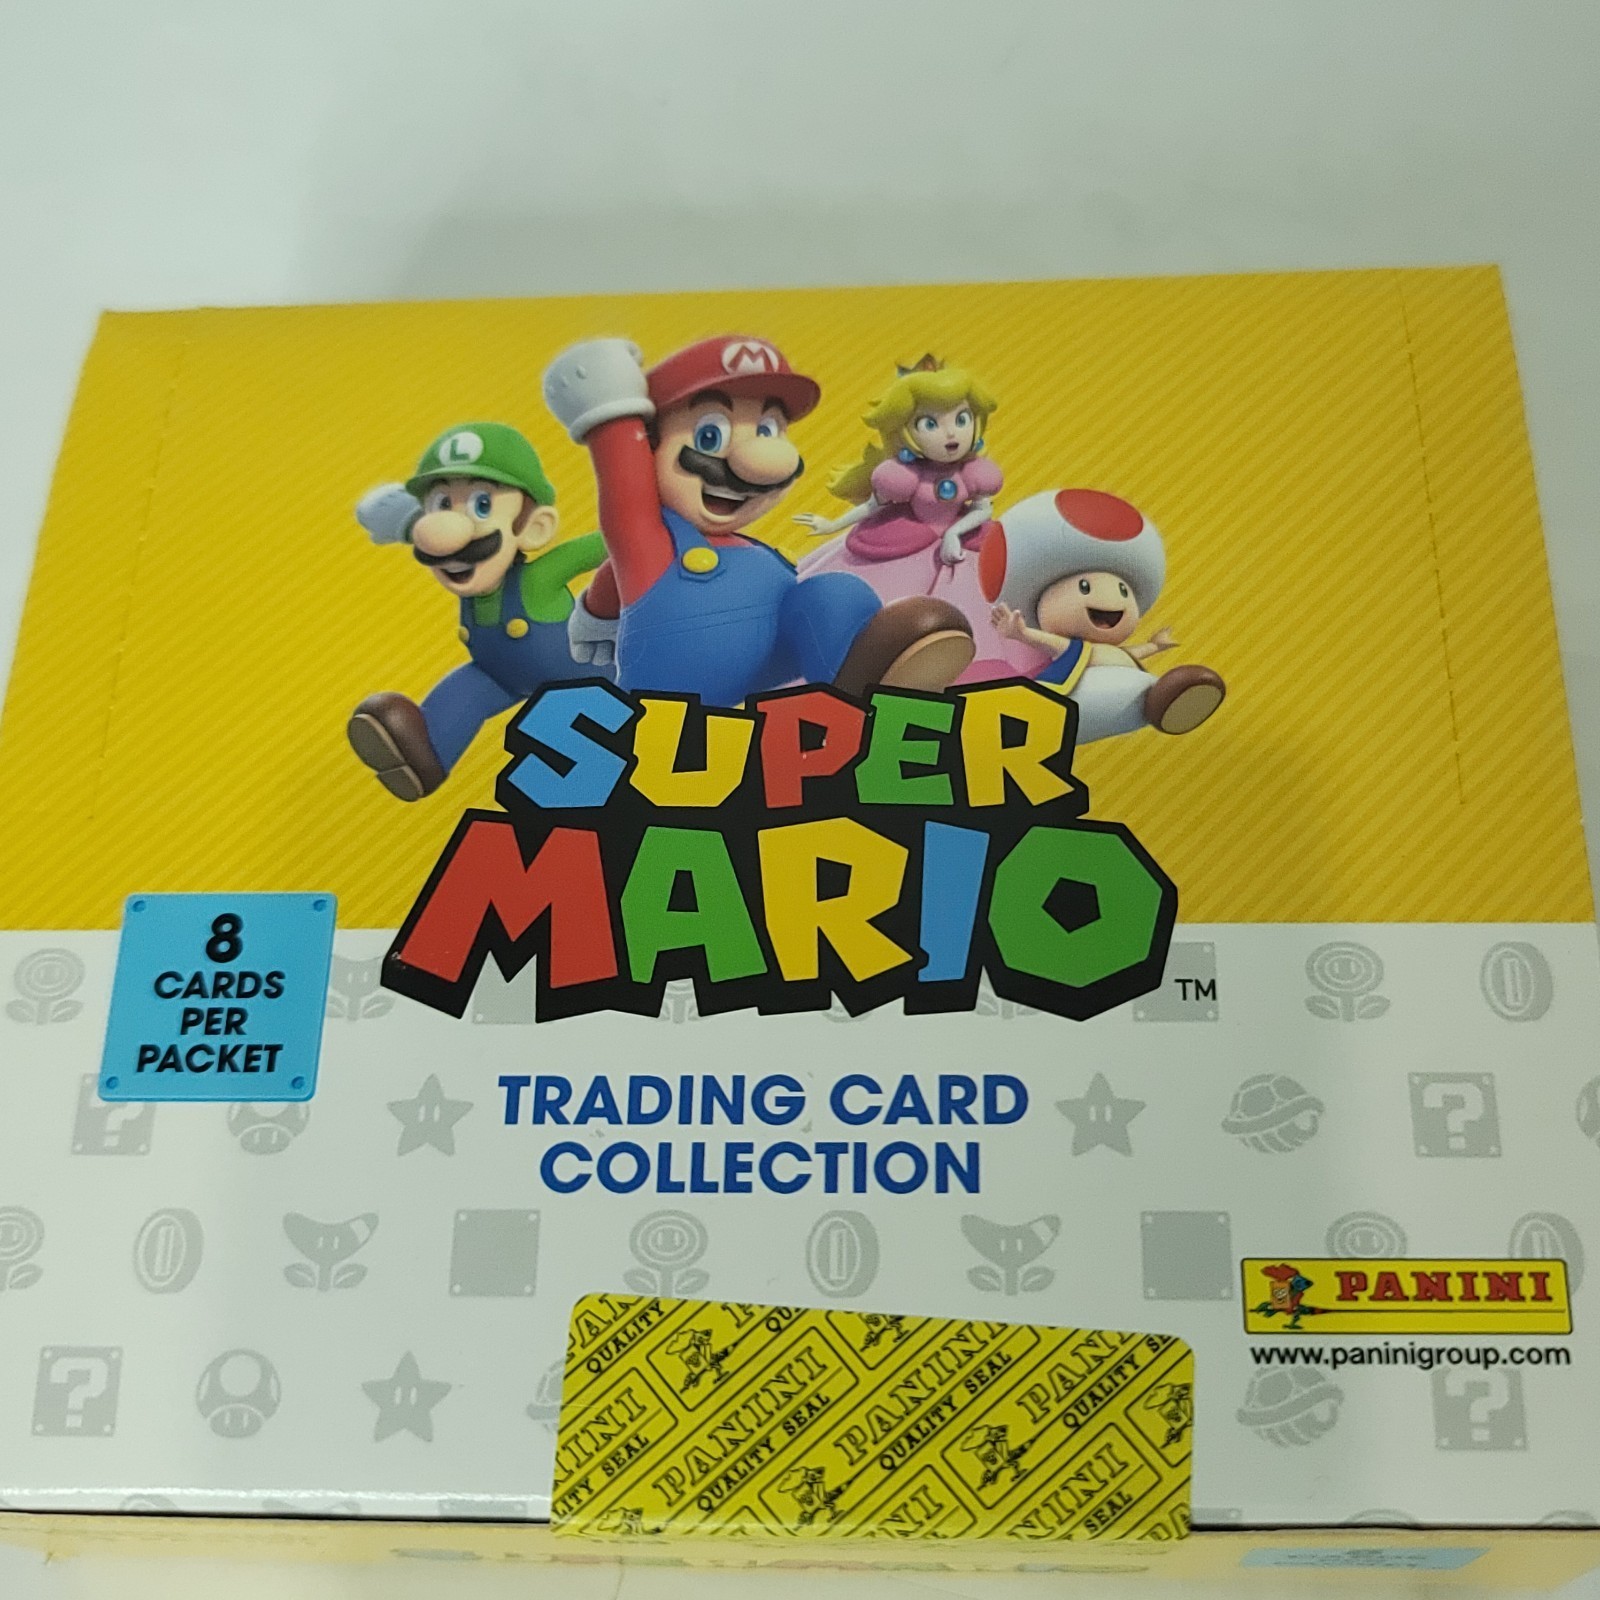 M
L
SUPER
MARIO
TM
8
CARDS
PER
PACKET
TRADING CARD
COLLECTION
PANINI
www.paninigroup.com
PANINI
QUALITY SEAL
PANINI
QUALITY SEAL
PANINI
QUALITY SEAL